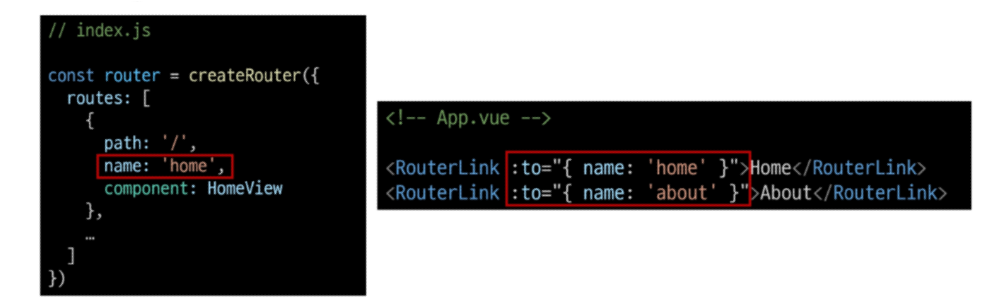 // index.js
const router = createRouter({
  routes: [
    {
      path: '/',
      name: 'home',
      component: HomeView
    },
    …
  ]
})
<!-- App.vue -->
<RouterLink :to="{ name: 'home' }">Home</RouterLink>
<RouterLink :to="{ name: 'about' }">About</RouterLink>